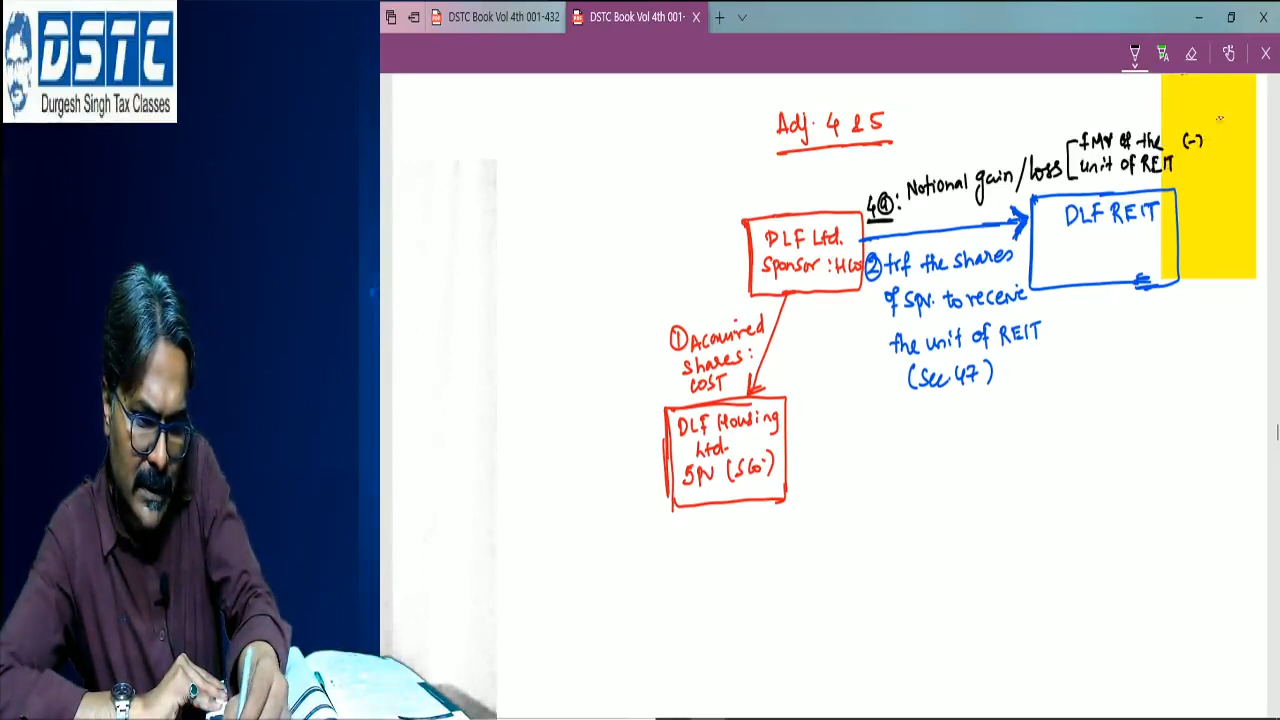 DSTC
Durgesh Singh Tax Classes
DSTC Book Vol 4th 001-432
DSTC Book Vol 4th 001-
Adj. 4 & 5
4(a): Notional gain/loss
FMV of the (-)
unit of REIT
DLF Ltd.
Sponsor: HCo
DLF REIT
② trf the shares
of SPV. to receive
the unit of REIT
(Sec 47)
① Acquired
shares:
COST
DLF Housing
Ltd.
SPV (SCo.)